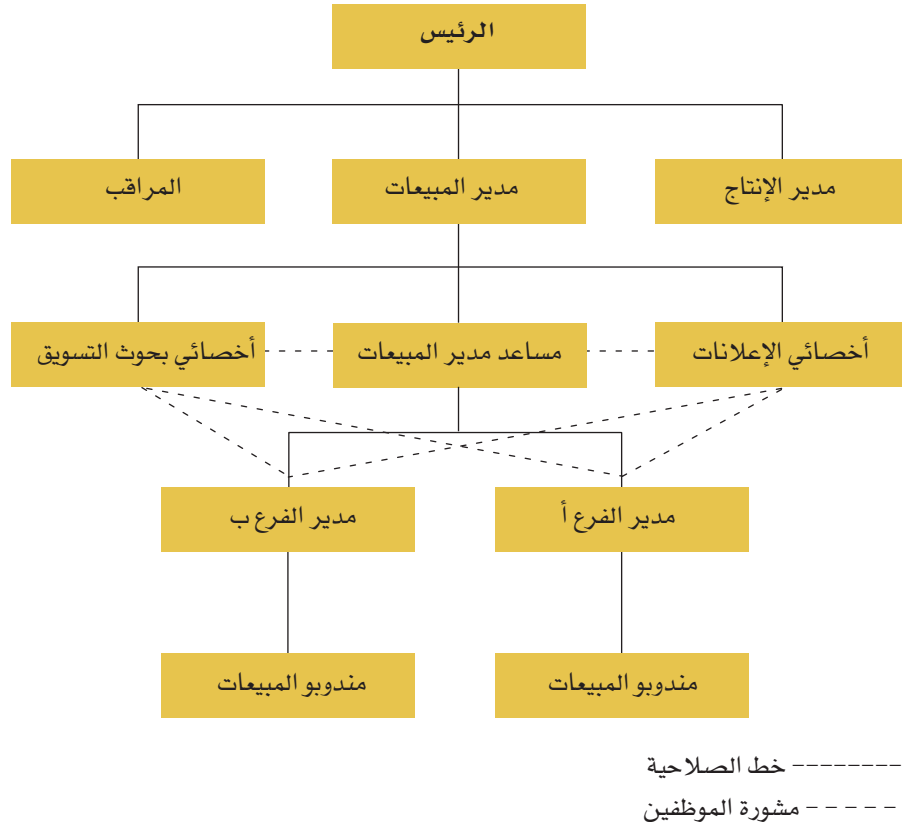 الرئيس
مدير الإنتاج
مدير المبيعات
المراقب
أخصائي الإعلانات
مساعد مدير المبيعات
أخصائي بحوث التسويق
مدير الفرع أ
مدير الفرع ب
مندوبو المبيعات
مندوبو المبيعات
خط الصلاحية
مشورة الموظفين